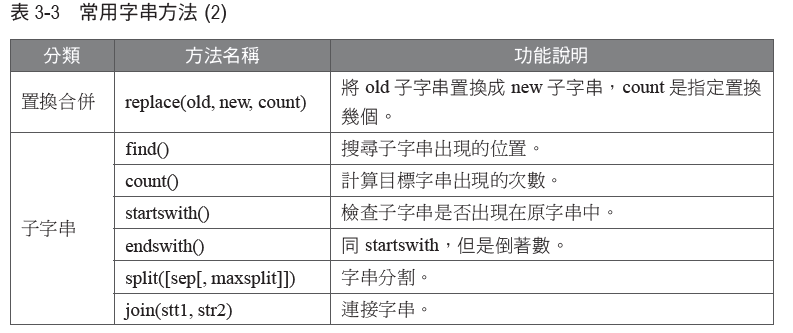 表 3-3　常用字串方法 (2)
分類　方法名稱　功能說明
置換合併　replace(old, new, count)　將 old 子字串置換成 new 子字串，count 是指定置換
幾個。
子字串
find()　搜尋子字串出現的位置。
count()　計算目標字串出現的次數。
startswith()　檢查子字串是否出現在原字串中。
endswith()　同 startswith，但是倒著數。
split([sep[, maxsplit]])　字串分割。
join(stt1, str2)　連接字串。